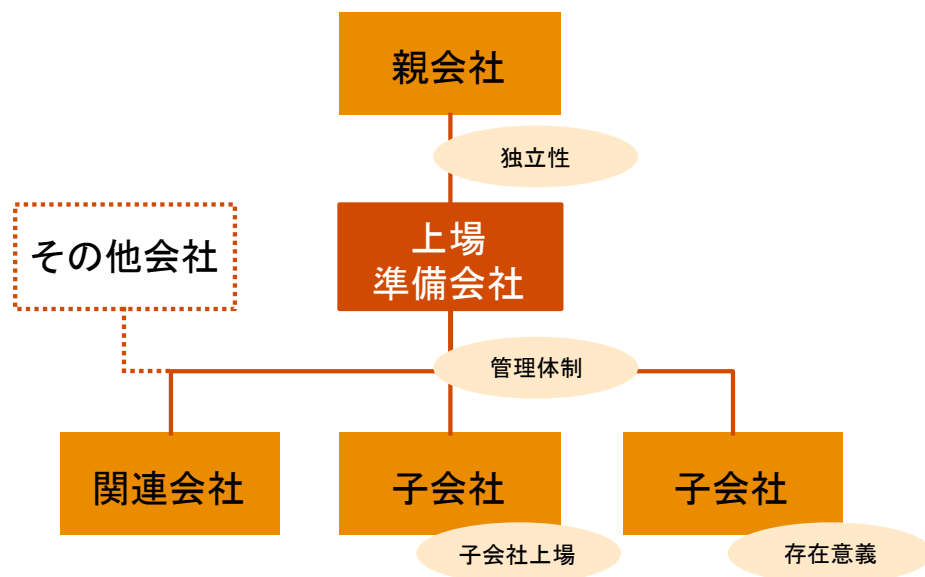 親会社
独立性
その他会社
上場
準備会社
管理体制
関連会社
子会社
子会社
子会社上場
存在意義